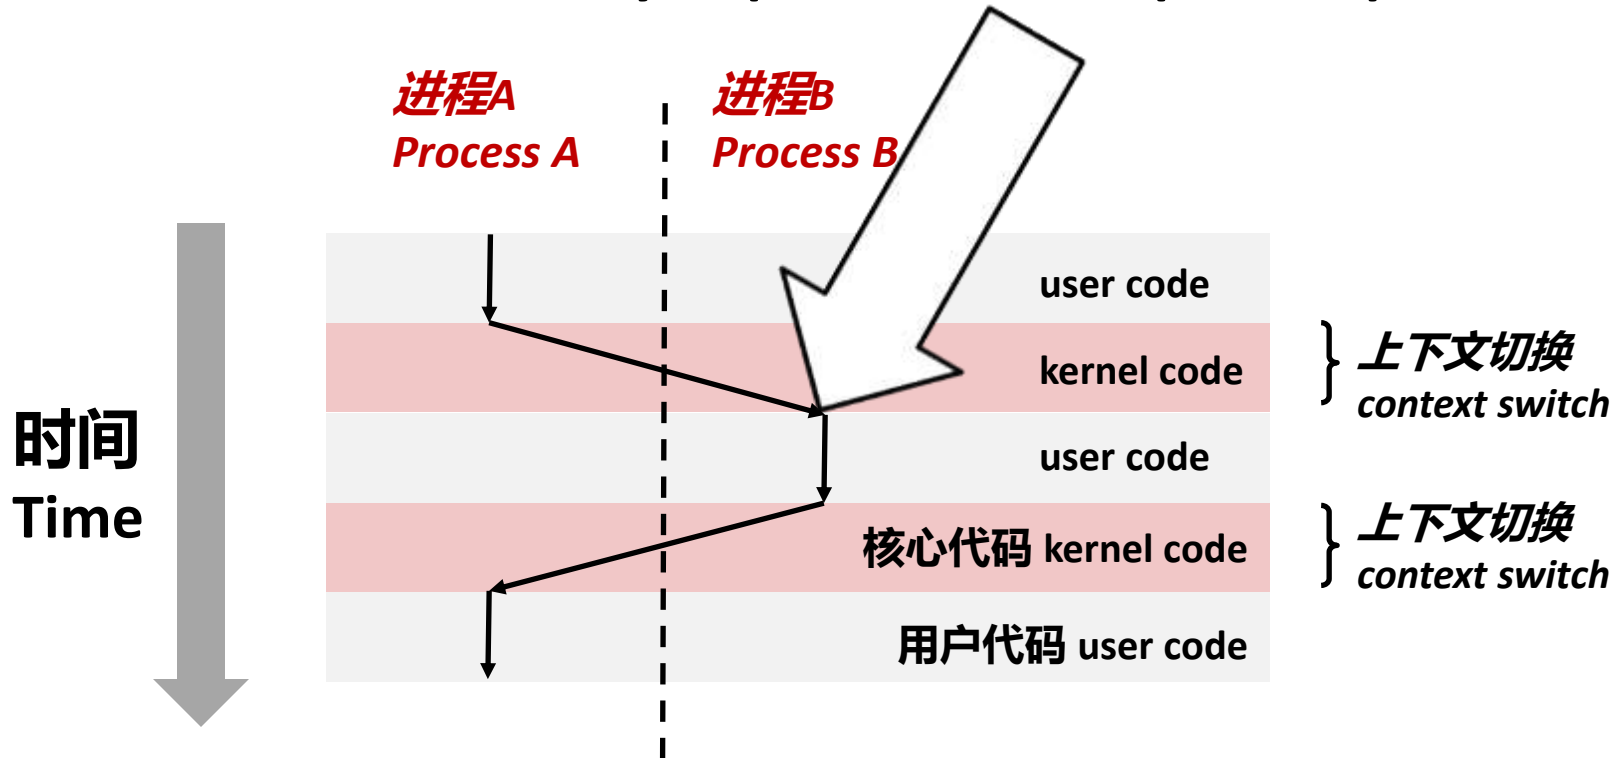 进程A
Process A
进程B
Process B
user code
kernel code
上下文切换
context switch
时间
Time
user code
核心代码 kernel code
上下文切换
context switch
用户代码 user code